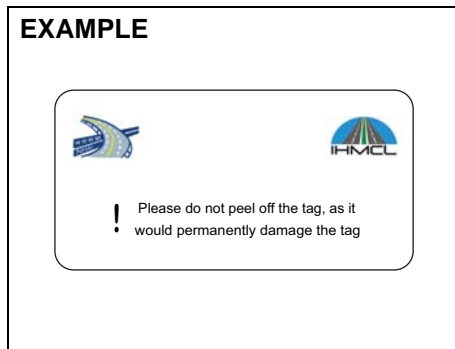 EXAMPLE
IHMCL
! Please do not peel off the tag, as it
would permanently damage the tag